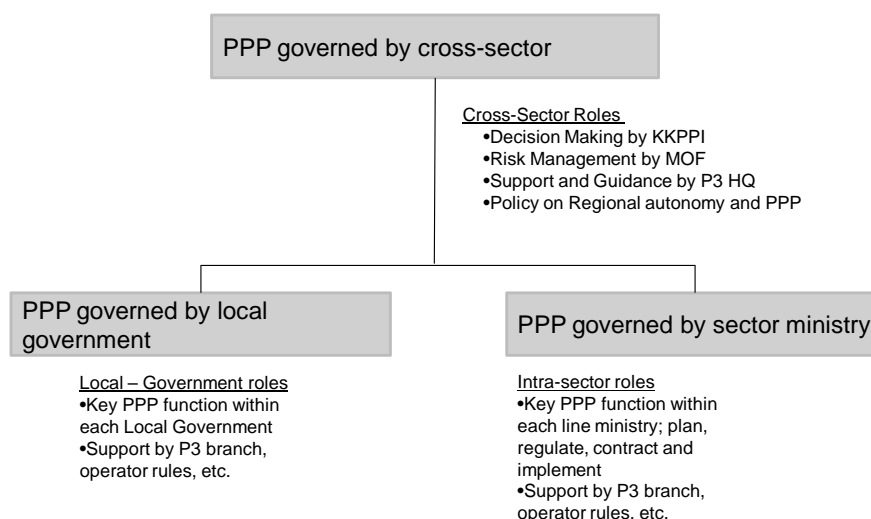 PPP governed by cross-sector
Cross-Sector Roles
•Decision Making by KKPPI
•Risk Management by MOF
•Support and Guidance by P3 HQ
•Policy on Regional autonomy and PPP
PPP governed by local
government
Local – Government roles
•Key PPP function within
each Local Government
•Support by P3 branch,
operator rules, etc.
PPP governed by sector ministry
Intra-sector roles
•Key PPP function within
each line ministry; plan,
regulate, contract and
implement
•Support by P3 branch,
operator rules, etc.